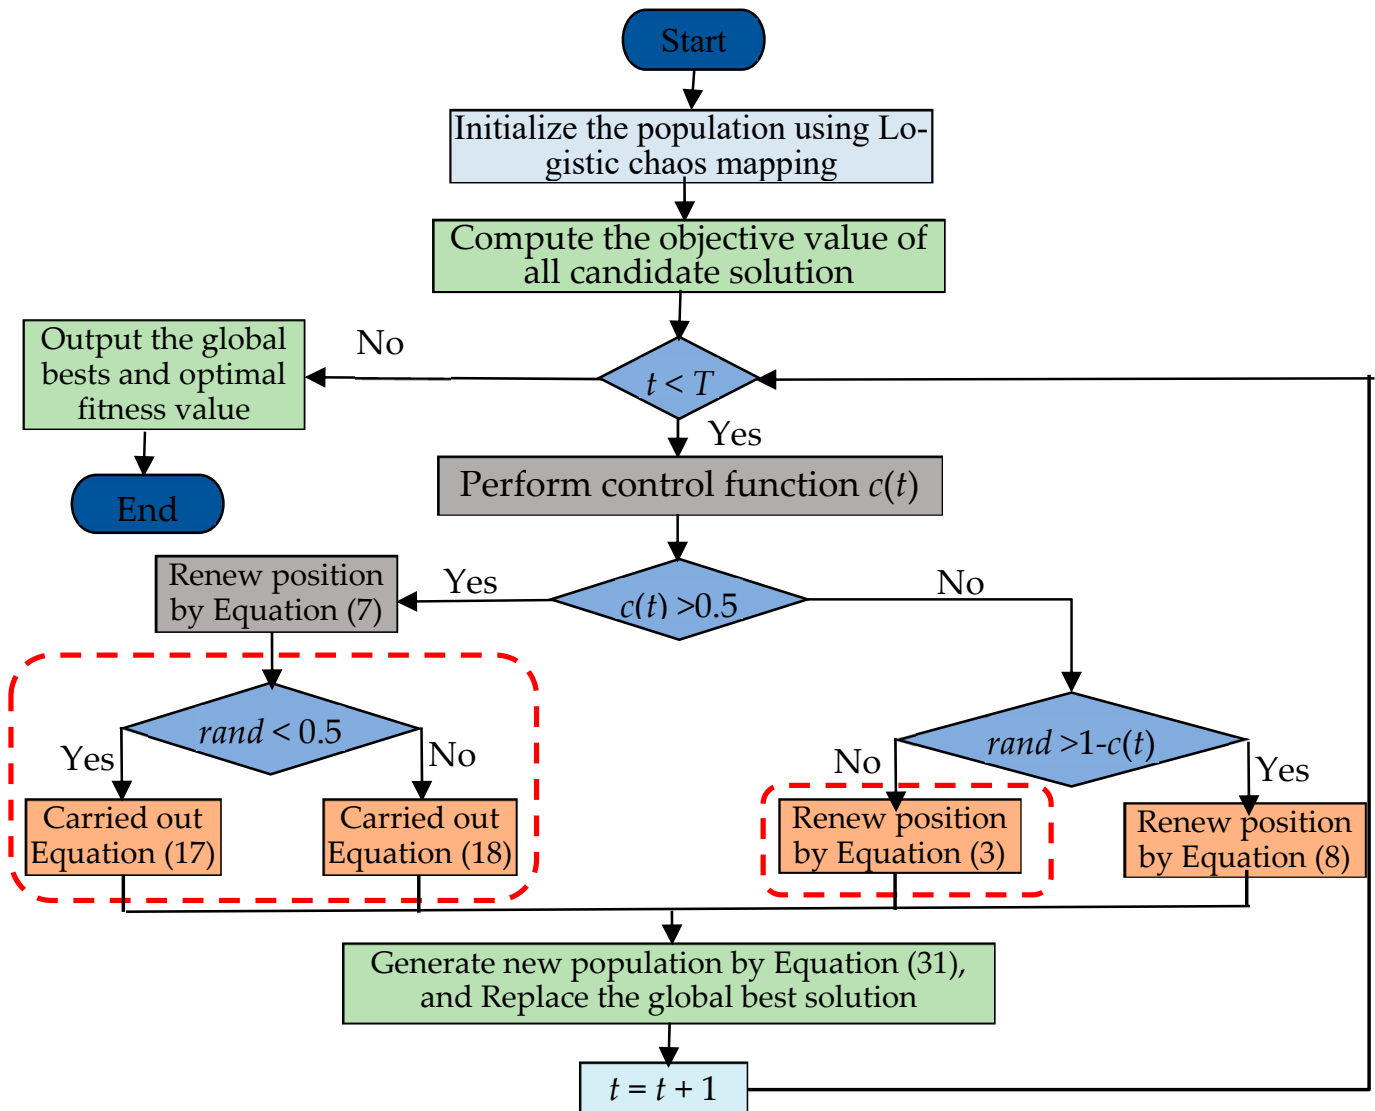 Start
Initialize the population using Lo-
gistic chaos mapping
Compute the objective value of
all candidate solution
Output the global
bests and optimal
fitness value
No
t < T
Yes
End
Perform control function c(t)
Renew position
by Equation (7)
Yes
c(t) >0.5
No
rand < 0.5
Yes
No
rand >1-c(t)
No
Yes
Carried out
Equation (17)
Carried out
Equation (18)
Renew position
by Equation (3)
Renew position
by Equation (8)
Generate new population by Equation (31),
and Replace the global best solution
t = t + 1